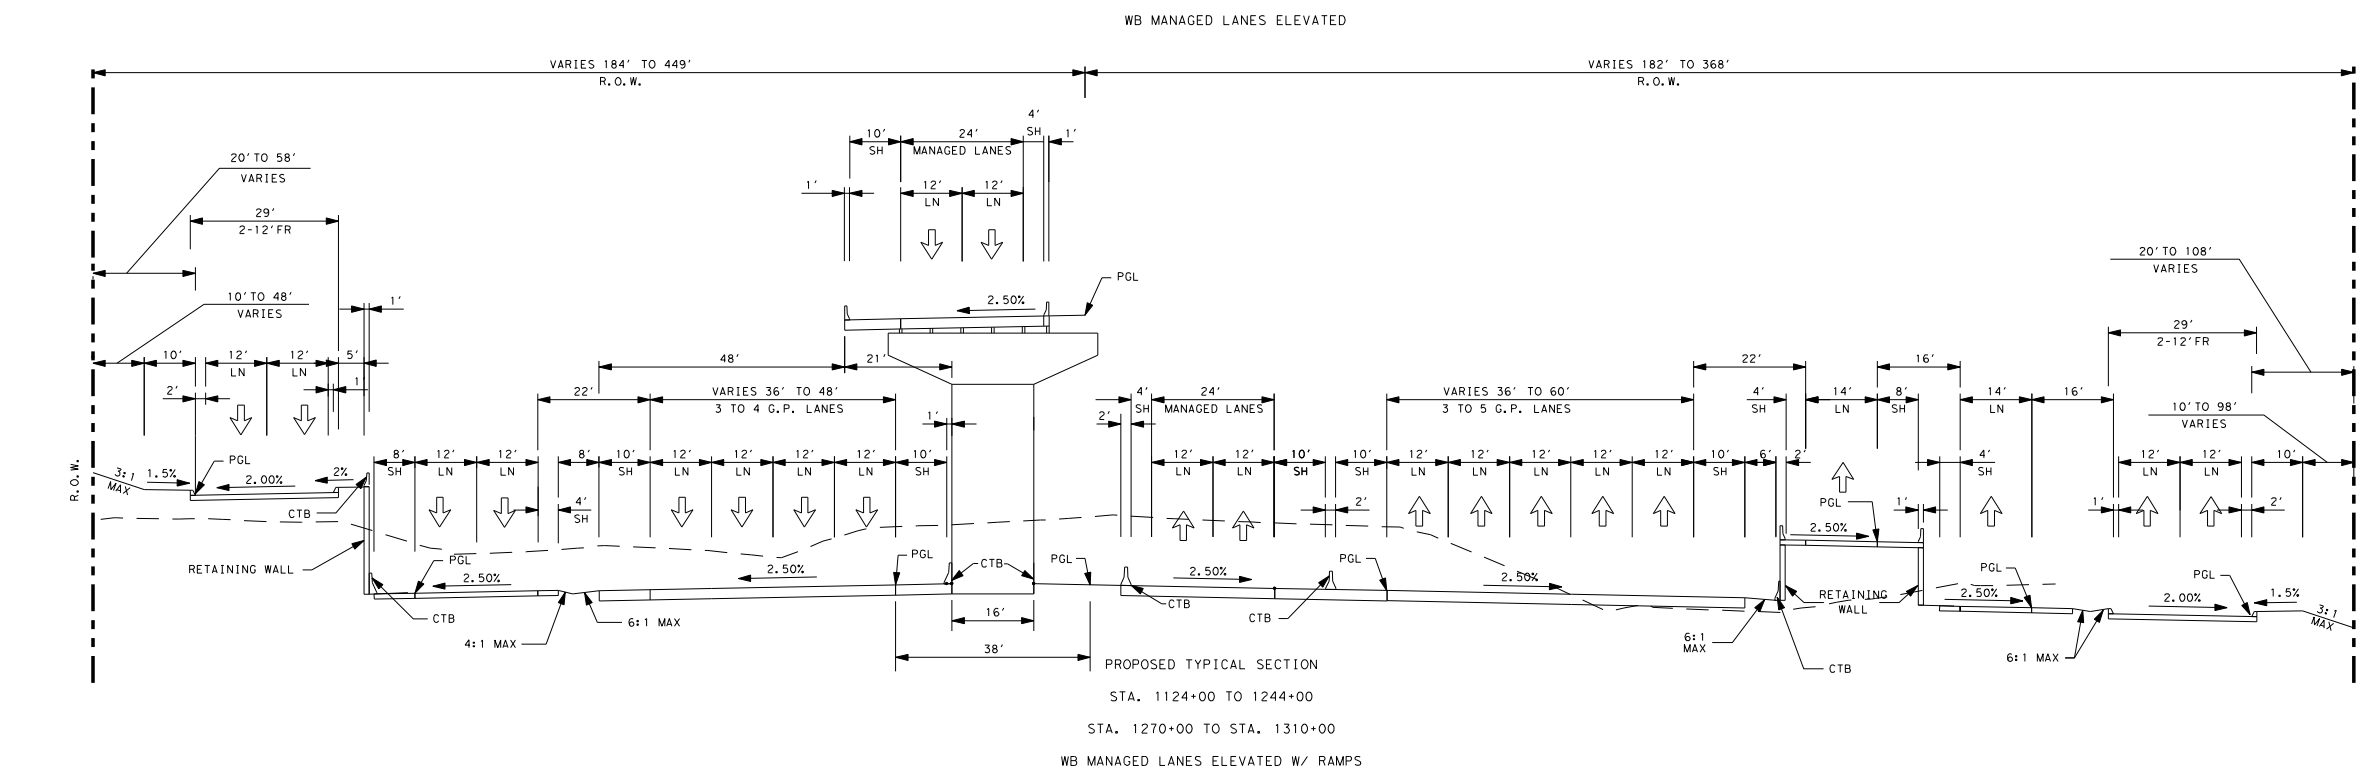 WB MANAGED LANES ELEVATED
VARIES 184' TO 449'
R.O.W.
VARIES 182' TO 368'
R.O.W.
4'
SH
10'
SH
24'
MANAGED LANES
1'
20' TO 58'
VARIES
1'
12'
LN
12'
LN
29'
2-12'FR
PGL
2.50%
20' TO 108'
VARIES
10' TO 48'
VARIES
1'
29'
2-12'FR
10'
12'
LN
12'
LN
5'
1'
2'
48'
21'
22'
16'
22'
VARIES 36' TO 48'
3 TO 4 G.P. LANES
1'
4'
SH
2'
24'
MANAGED LANES
VARIES 36' TO 60'
3 TO 5 G.P. LANES
4'
SH
14'
LN
8'
SH
14'
LN
16'
10' TO 98'
VARIES
R.O.W.
3:1
MAX
1.5%
PGL
2.00%
2%
CTB
8'
SH
12'
LN
12'
LN
8'
4'
SH
10'
SH
12'
LN
12'
LN
12'
LN
12'
LN
10'
SH
12'
LN
12'
LN
10'
SH
2'
10'
SH
12'
LN
12'
LN
12'
LN
12'
LN
12'
LN
10'
SH
6'
2'
PGL
2.50%
1'
4'
SH
12'
LN
12'
LN
10'
1'
2'
RETAINING WALL
PGL
2.50%
2.50%
PGL
CTB
PGL
2.50%
PGL
2.50%
RETAINING
WALL
PGL
2.50%
PGL
2.00%
1.5%
3:1
MAX
CTB
4:1 MAX
6:1 MAX
16'
38'
CTB
CTB
6:1
MAX
CTB
6:1 MAX
PROPOSED TYPICAL SECTION
STA. 1124+00 TO 1244+00
STA. 1270+00 TO STA. 1310+00
WB MANAGED LANES ELEVATED W/ RAMPS